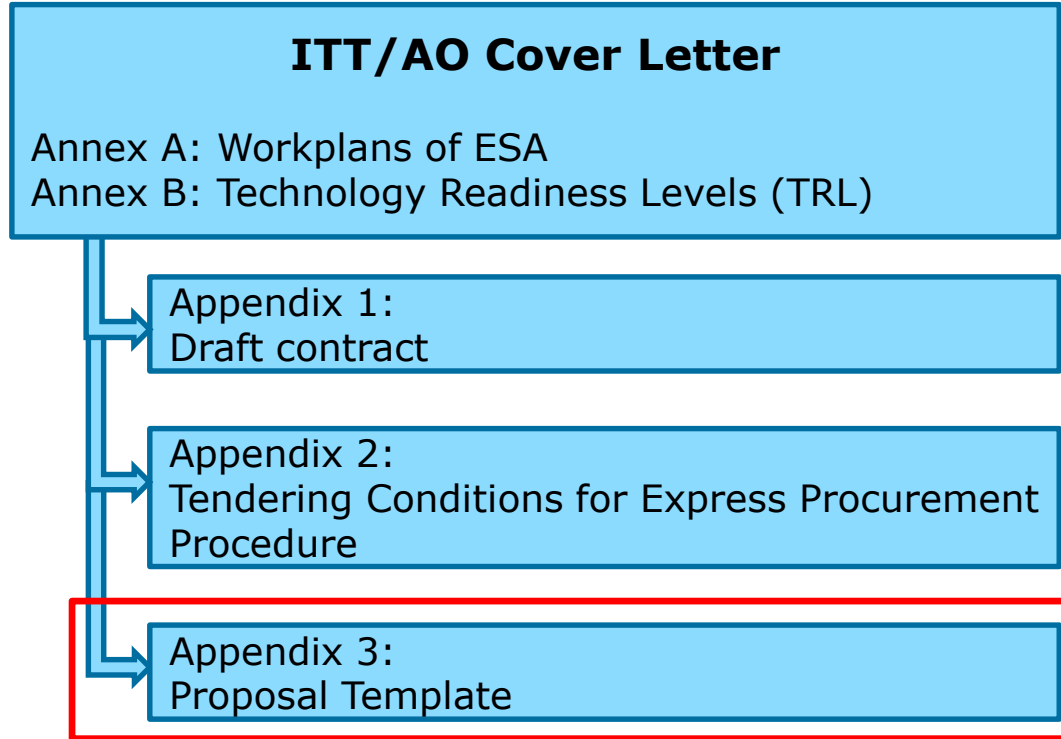 ITT/AO Cover Letter
Annex A: Workplans of ESA
Annex B: Technology Readiness Levels (TRL)
Appendix 1:
Draft contract
Appendix 2:
Tendering Conditions for Express Procurement
Procedure
Appendix 3:
Proposal Template